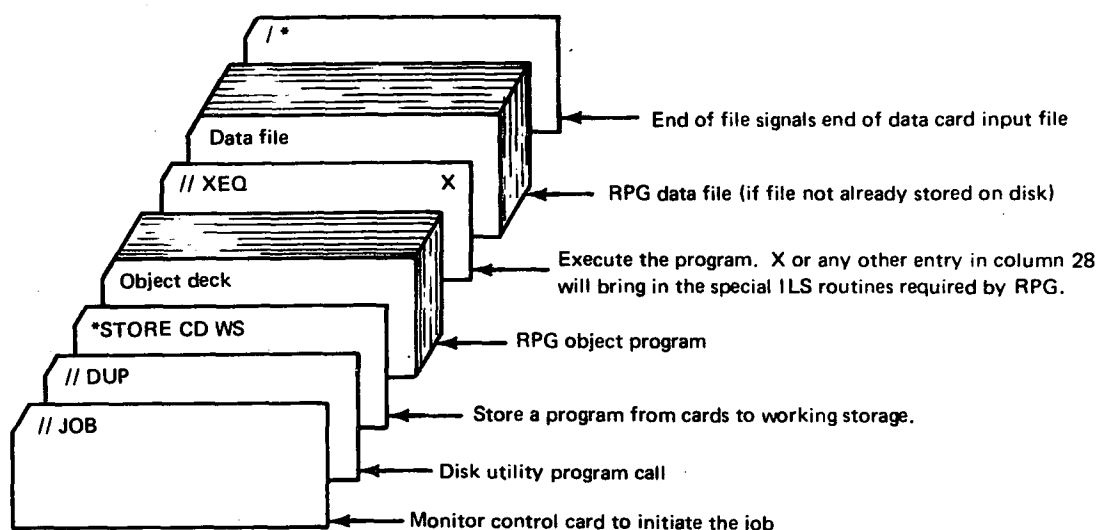 / *
End of file signals end of data card input file
Data file
RPG data file (if file not already stored on disk)
// XEQ X
Execute the program. X or any other entry in column 28
will bring in the special ILS routines required by RPG.
Object deck
RPG object program
*STORE CD WS
Store a program from cards to working storage.
// DUP
Disk utility program call
// JOB
Monitor control card to initiate the job